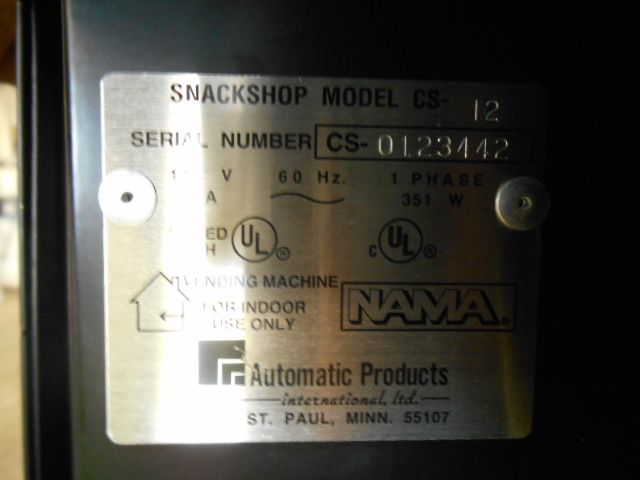 SNACKSHOP MODEL CS- 12
SERIAL NUMBER CS- 0123442
V 60 Hz. 1 PHASE
A 351 W
UL ® c UL ®
VENDING MACHINE
FOR INDOOR
USE ONLY
NAMA ®
Automatic Products
international, ltd.
ST. PAUL, MINN. 55107